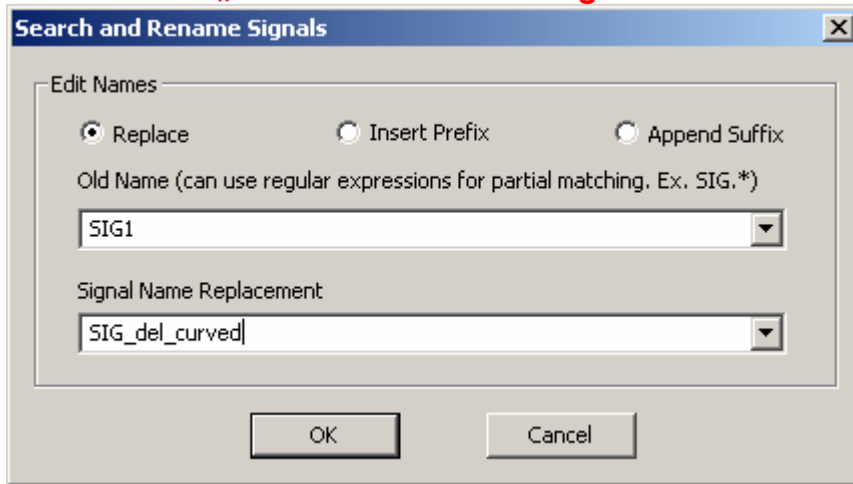 Search and Rename Signals
Edit Names
Replace Insert Prefix Append Suffix
Old Name (can use regular expressions for partial matching. Ex. SIG.*)
SIG1
Signal Name Replacement
SIG_del_curved
OK Cancel